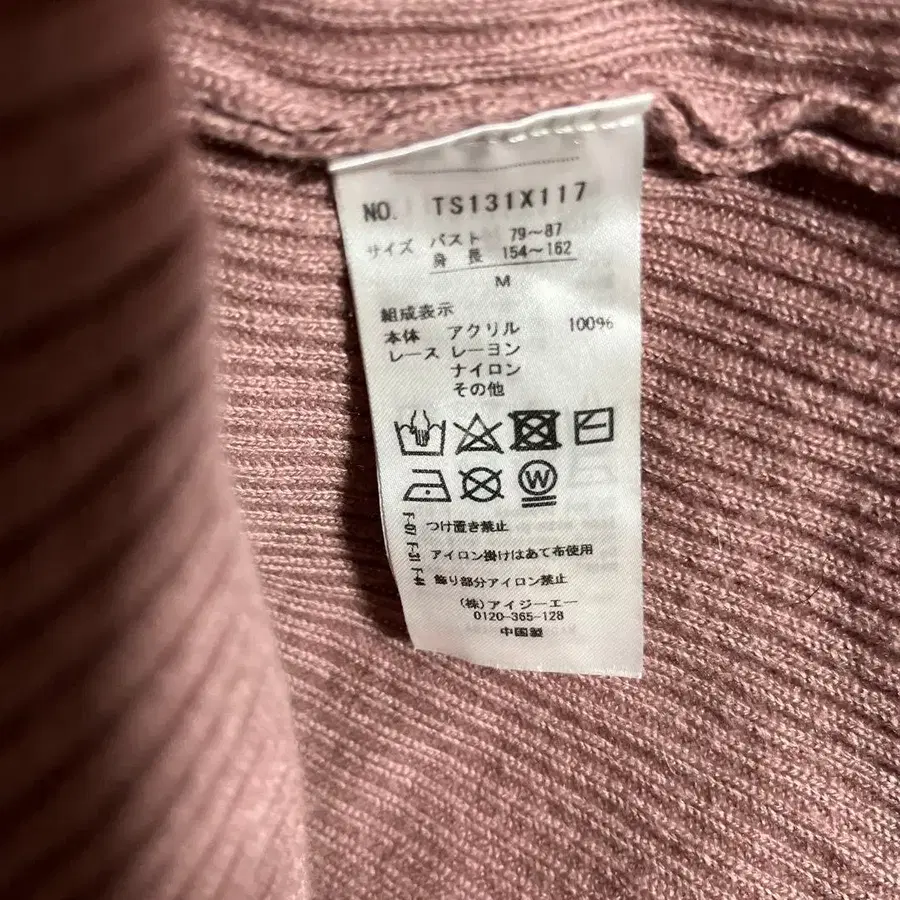 NO. TS131X117
サイズ バスト 79～87
身長 154～162
M
組成表示
本体 アクリル 100%
レース レーヨン
ナイロン
その他
W
F-07 つけ置き禁止
F-31 アイロン掛けはあて布使用
F-44 飾り部分アイロン禁止
(株)アイジーエー
0120-365-128
中国製